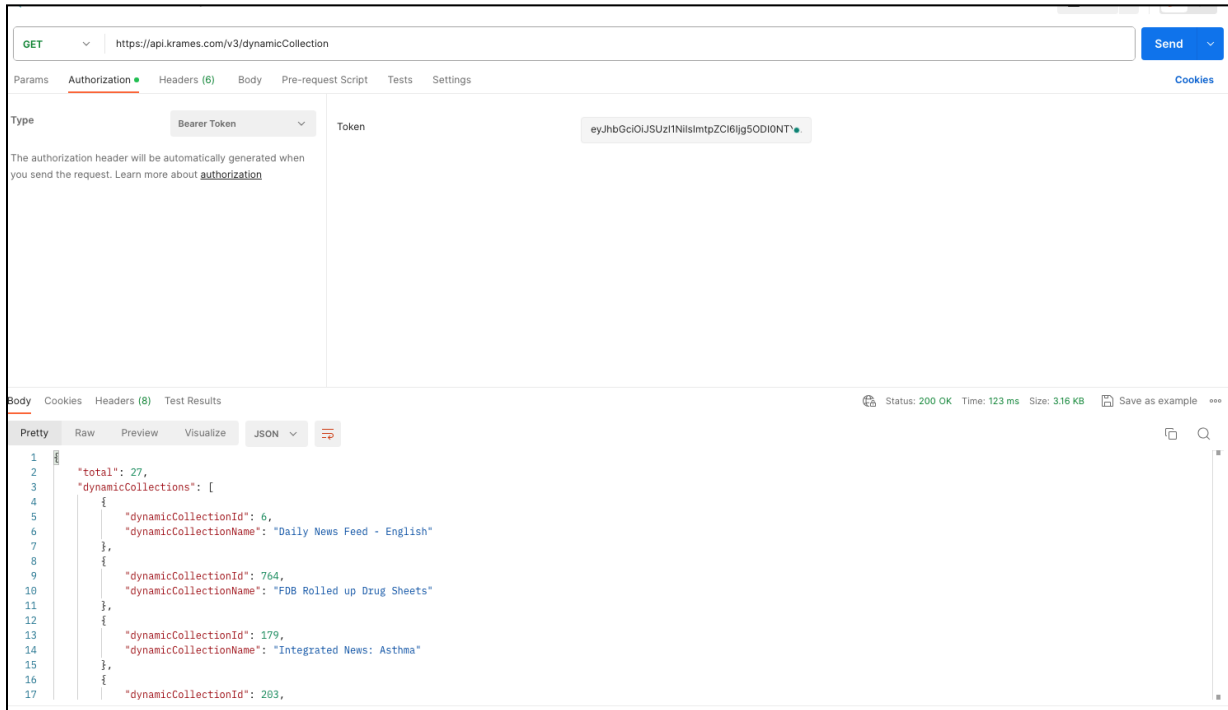 GET https://api.krames.com/v3/dynamicCollection Send
Params Authorization Headers (6) Body Pre-request Script Tests Settings Cookies
Type Bearer Token Token
The authorization header will be automatically generated when
you send the request. Learn more about authorization
Body Cookies Headers (8) Test Results Status: 200 OK Time: 123 ms Size: 3.16 KB Save as example
Pretty Raw Preview Visualize JSON
1 {
2 "total": 27,
3 "dynamicCollections": [
4 {
5 "dynamicCollectionId": 6,
6 "dynamicCollectionName": "Daily News Feed - English"
7 },
8 {
9 "dynamicCollectionId": 764,
10 "dynamicCollectionName": "FDB Rolled up Drug Sheets"
11 },
12 {
13 "dynamicCollectionId": 179,
14 "dynamicCollectionName": "Integrated News: Asthma"
15 },
16 {
17 "dynamicCollectionId": 203,